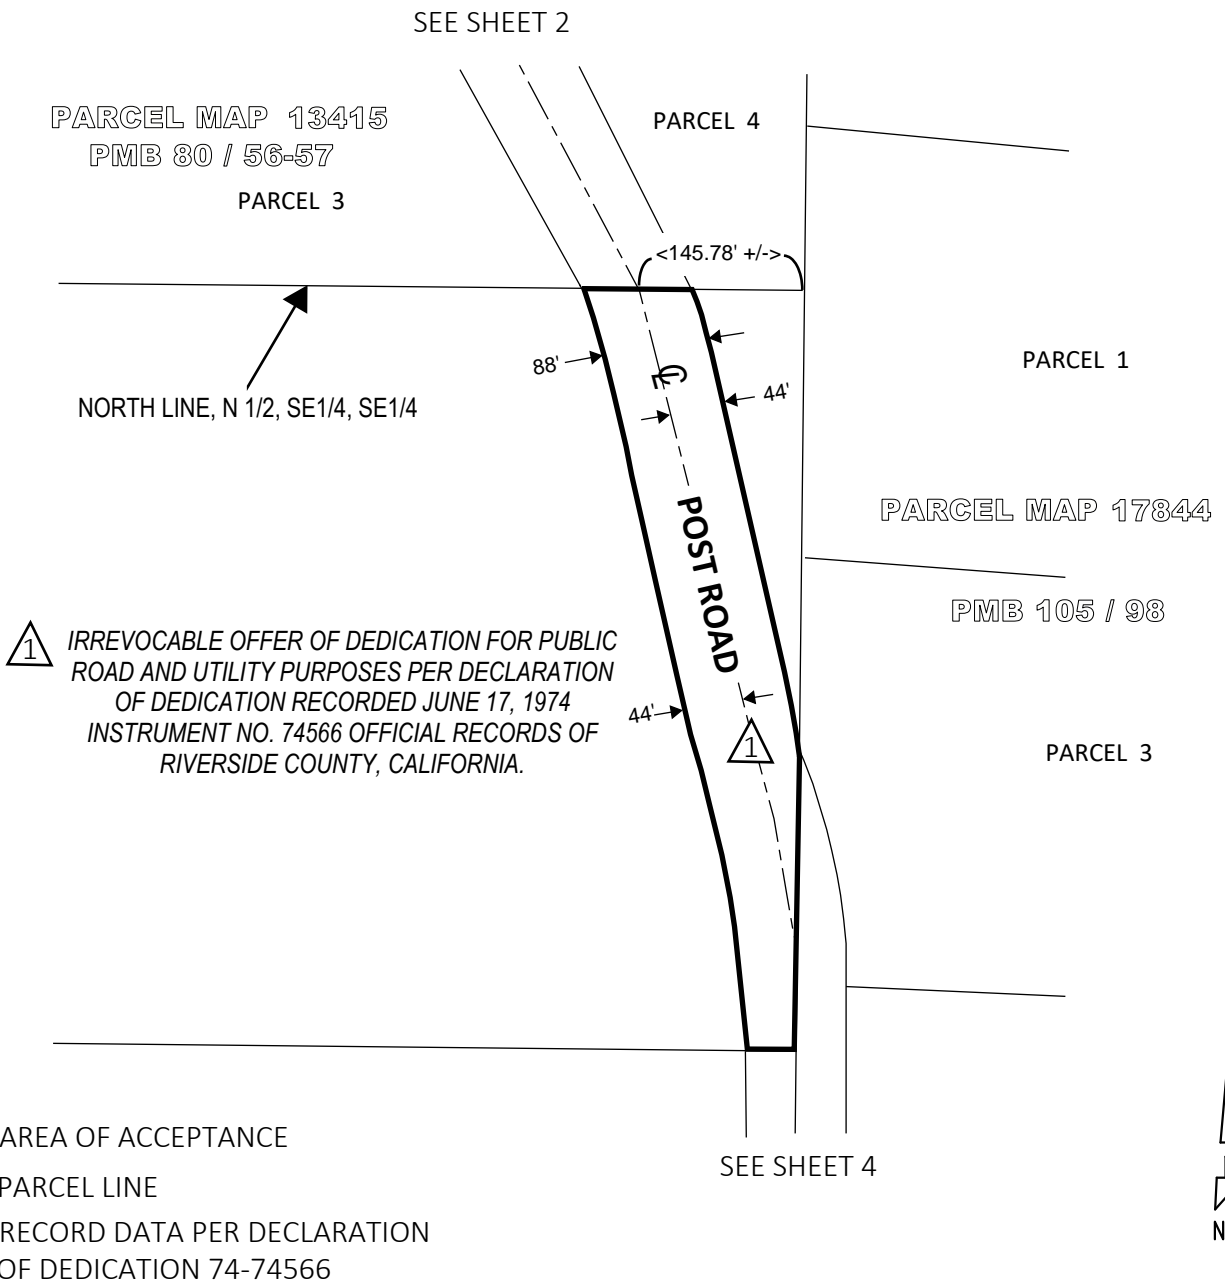 SEE SHEET 2
PARCEL MAP 13415
PMB 80 / 56-57
PARCEL 3
PARCEL 4
<145.78' +/->
88'
CL
44'
PARCEL 1
NORTH LINE, N 1/2, SE1/4, SE1/4
PARCEL MAP 17844
POST ROAD
PMB 105 / 98
1
IRREVOCABLE OFFER OF DEDICATION FOR PUBLIC
ROAD AND UTILITY PURPOSES PER DECLARATION
OF DEDICATION RECORDED JUNE 17, 1974
INSTRUMENT NO. 74566 OFFICIAL RECORDS OF
RIVERSIDE COUNTY, CALIFORNIA.
44'
1
PARCEL 3
AREA OF ACCEPTANCE
PARCEL LINE
RECORD DATA PER DECLARATION
OF DEDICATION 74-74566
SEE SHEET 4
N